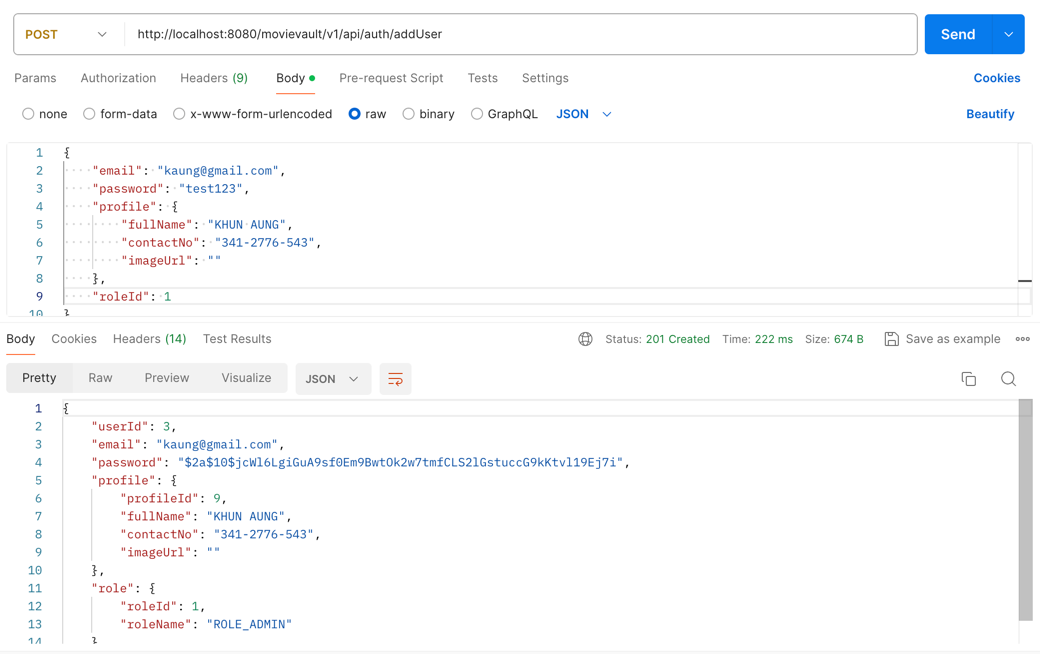 POST http://localhost:8080/movievault/v1/api/auth/addUser Send
Params Authorization Headers (9) Body Pre-request Script Tests Settings Cookies
none form-data x-www-form-urlencoded raw binary GraphQL JSON Beautify
1 {
2 "email": "kaung@gmail.com",
3 "password": "test123",
4 "profile": {
5 "fullName": "KHUN AUNG",
6 "contactNo": "341-2776-543",
7 "imageUrl": ""
8 },
9 "roleId": 1
10 }
Body Cookies Headers (14) Test Results Status: 201 Created Time: 222 ms Size: 674 B Save as example
Pretty Raw Preview Visualize JSON
1 {
2 "userId": 3,
3 "email": "kaung@gmail.com",
4 "password": "$2a$10$jcWl6LgiGuA9sf0Em9BwtOk2w7tmfCLS2lGstuccG9kKtvl19Ej7i",
5 "profile": {
6 "profileId": 9,
7 "fullName": "KHUN AUNG",
8 "contactNo": "341-2776-543",
9 "imageUrl": ""
10 },
11 "role": {
12 "roleId": 1,
13 "roleName": "ROLE_ADMIN"
14 }